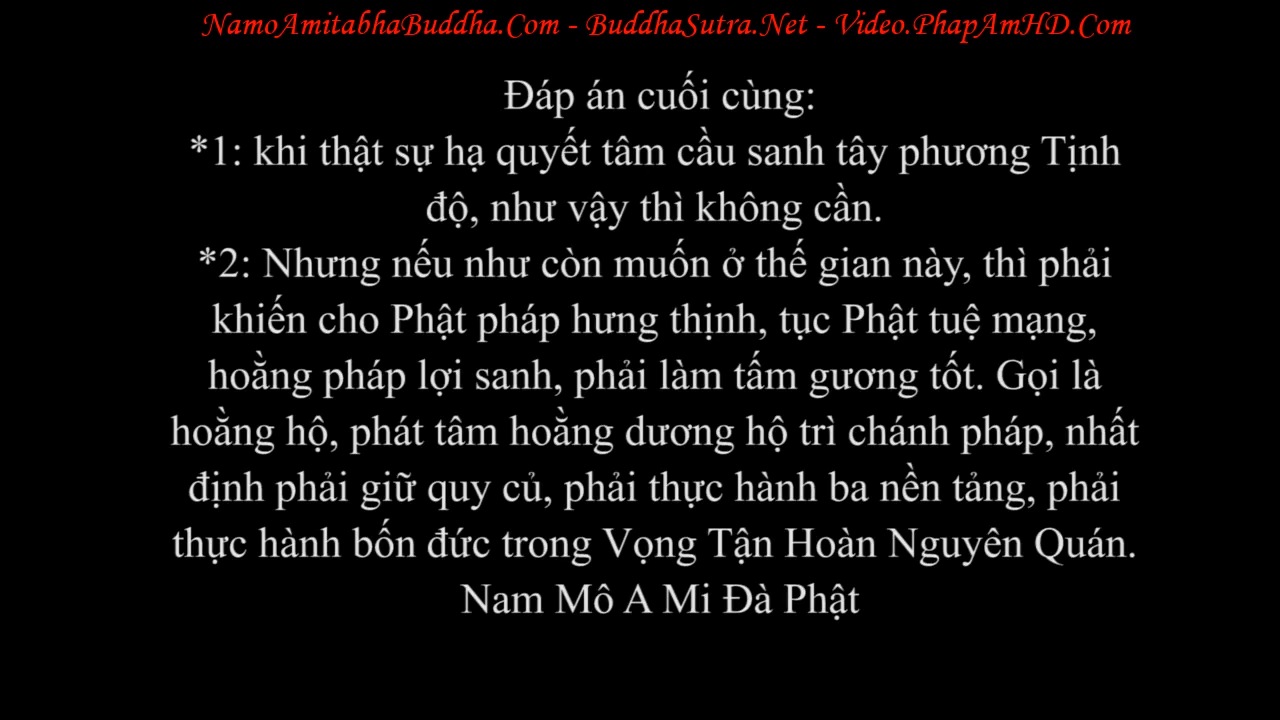 NamoAmitabhaBuddha.Com - BuddhaSutra.Net - Video.PhapAmHD.Com
Đáp án cuối cùng:
*1: khi thật sự hạ quyết tâm cầu sanh tây phương Tịnh
độ, như vậy thì không cần.
*2: Nhưng nếu như còn muốn ở thế gian này, thì phải
khiến cho Phật pháp hưng thịnh, tục Phật tuệ mạng,
hoằng pháp lợi sanh, phải làm tấm gương tốt. Gọi là
hoằng hộ, phát tâm hoằng dương hộ trì chánh pháp, nhất
định phải giữ quy củ, phải thực hành ba nền tảng, phải
thực hành bốn đức trong Vọng Tận Hoàn Nguyên Quán.
Nam Mô A Mi Đà Phật